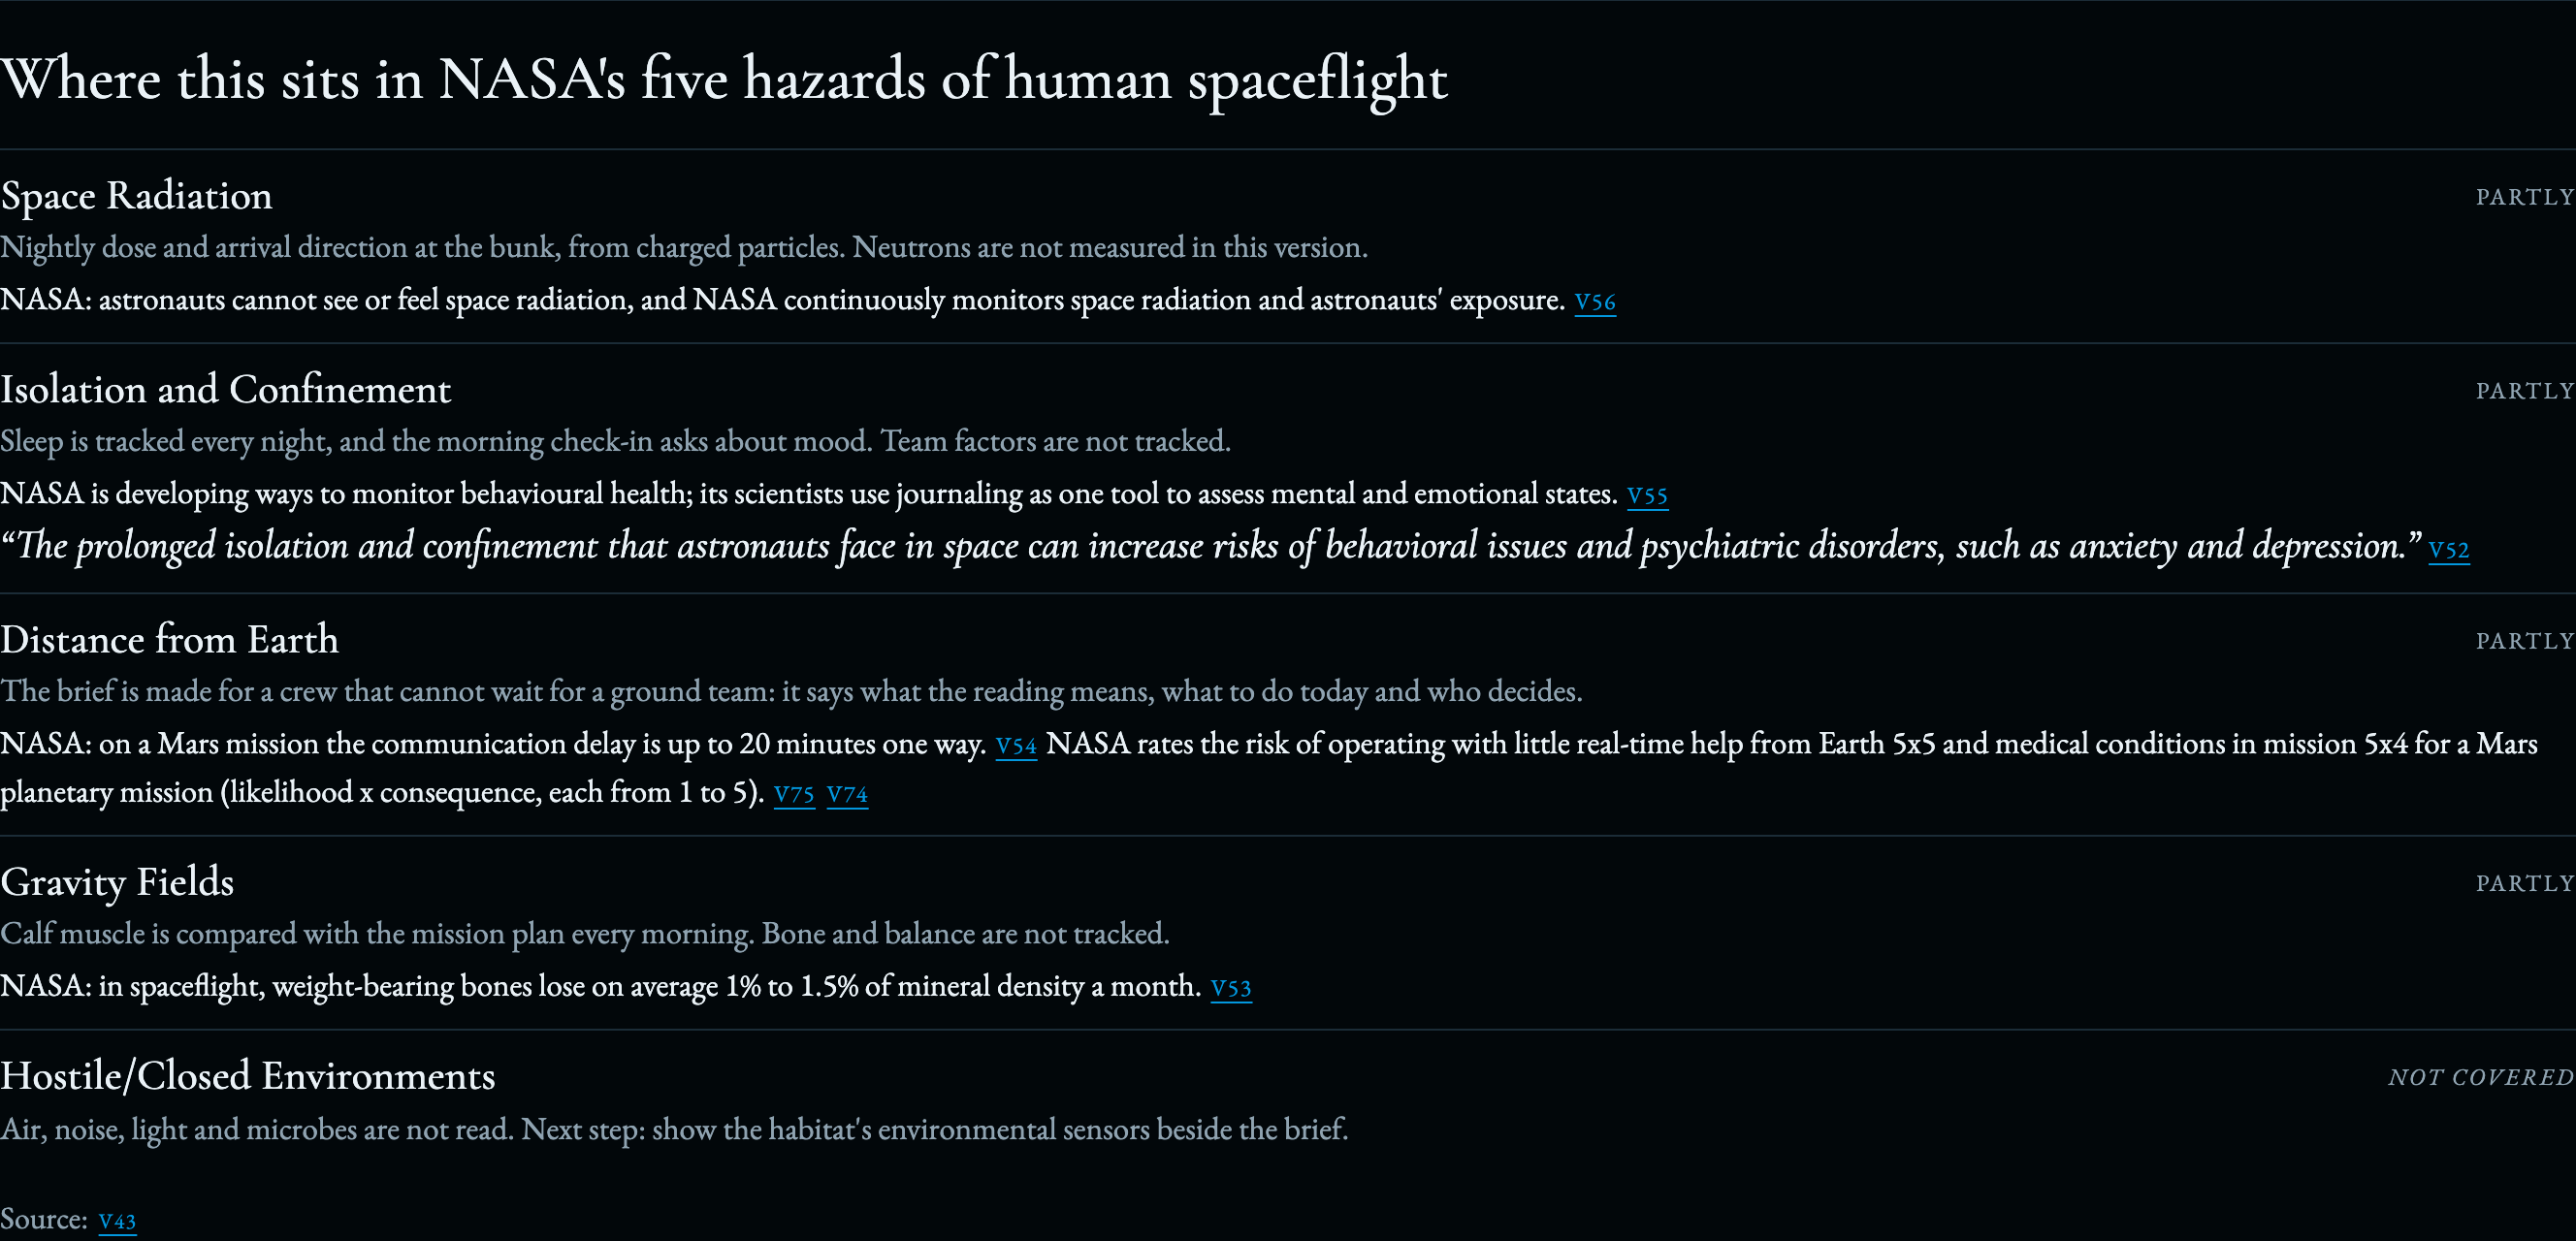 Where this sits in NASA's five hazards of human spaceflight
Space Radiation
PARTLY
Nightly dose and arrival direction at the bunk, from charged particles. Neutrons are not measured in this version.
NASA: astronauts cannot see or feel space radiation, and NASA continuously monitors space radiation and astronauts' exposure. V56
Isolation and Confinement
PARTLY
Sleep is tracked every night, and the morning check-in asks about mood. Team factors are not tracked.
NASA is developing ways to monitor behavioural health; its scientists use journaling as one tool to assess mental and emotional states. V55
“The prolonged isolation and confinement that astronauts face in space can increase risks of behavioral issues and psychiatric disorders, such as anxiety and depression.” V52
Distance from Earth
PARTLY
The brief is made for a crew that cannot wait for a ground team: it says what the reading means, what to do today and who decides.
NASA: on a Mars mission the communication delay is up to 20 minutes one way. V54 NASA rates the risk of operating with little real-time help from Earth 5x5 and medical conditions in mission 5x4 for a Mars
planetary mission (likelihood x consequence, each from 1 to 5). V75 V74
Gravity Fields
PARTLY
Calf muscle is compared with the mission plan every morning. Bone and balance are not tracked.
NASA: in spaceflight, weight-bearing bones lose on average 1% to 1.5% of mineral density a month. V53
Hostile/Closed Environments
NOT COVERED
Air, noise, light and microbes are not read. Next step: show the habitat's environmental sensors beside the brief.
Source: V43